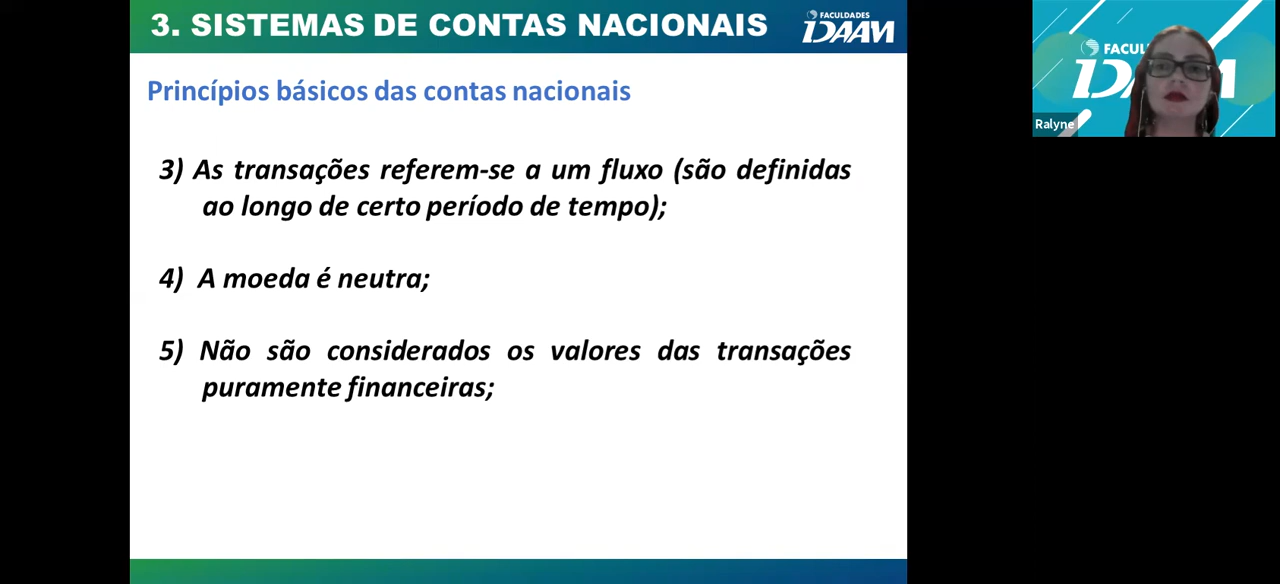 3. SISTEMAS DE CONTAS NACIONAIS
FACULDADES
IDAAM
Princípios básicos das contas nacionais
3) As transações referem-se a um fluxo (são definidas
ao longo de certo período de tempo);
4) A moeda é neutra;
5) Não são considerados os valores das transações
puramente financeiras;
Ralyne